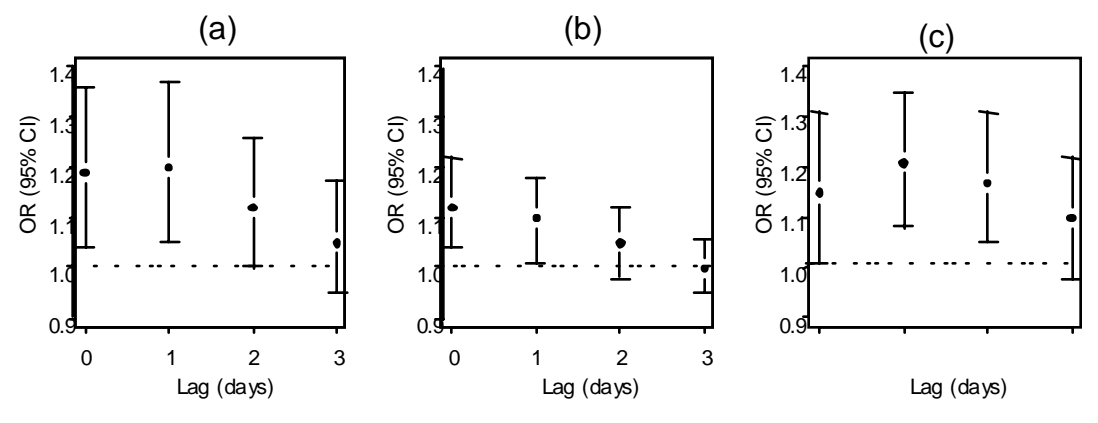 (a)
OR (95% CI)
1.4
1.3
1.2
1.1
1.0
0.9
0 1 2 3
Lag (days)
(b)
OR (95% CI)
1.4
1.3
1.2
1.1
1.0
0.9
0 1 2 3
Lag (days)
(c)
OR (95% CI)
1.4
1.3
1.2
1.1
1.0
0.9
Lag (days)